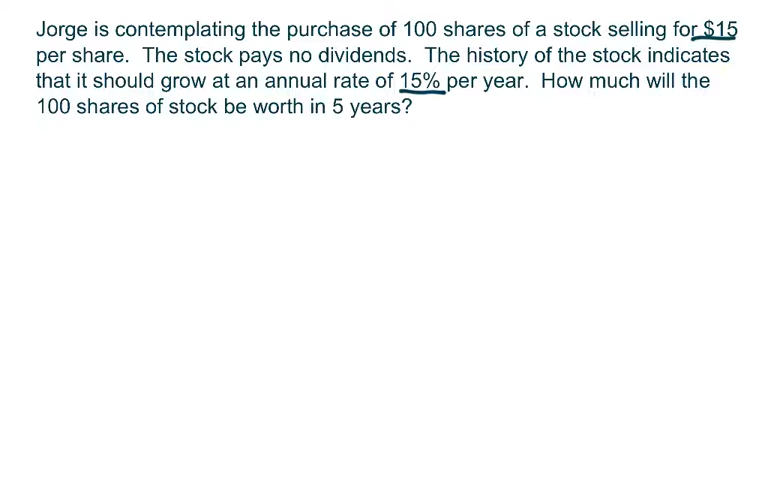 Jorge is contemplating the purchase of 100 shares of a stock selling for $15
per share.  The stock pays no dividends.  The history of the stock indicates
that it should grow at an annual rate of 15% per year.  How much will the
100 shares of stock be worth in 5 years?